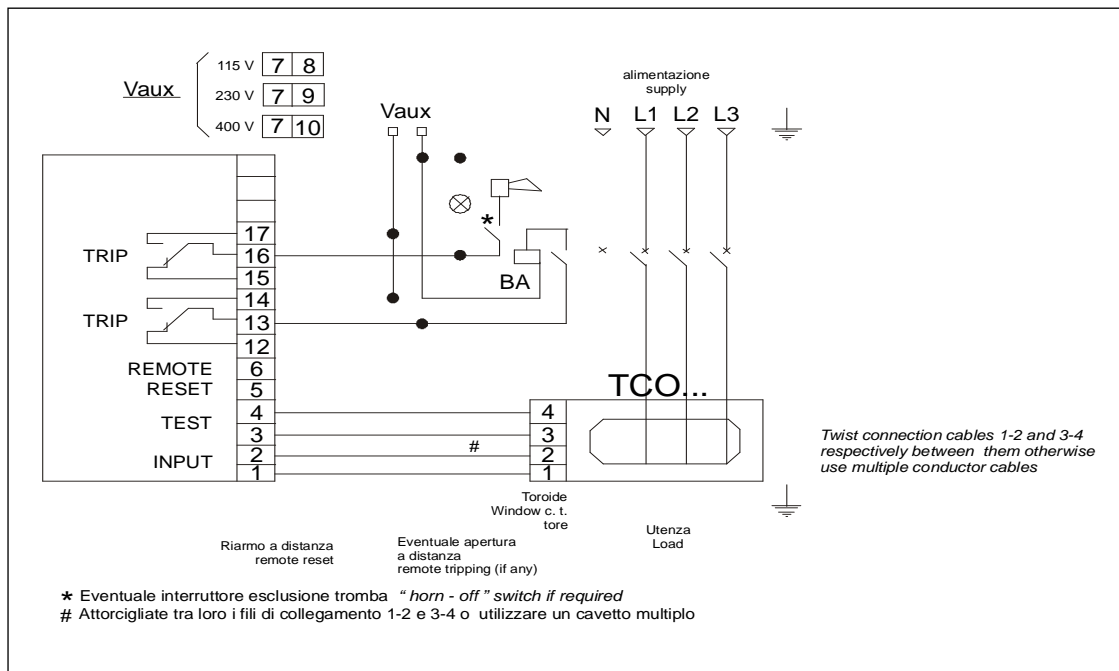 115 V 7 8
Vaux 230 V 7 9
400 V 7 10
Vaux
alimentazione
supply
N L1 L2 L3
*
BA
17
TRIP 16
15
14
TRIP 13
12
REMOTE 6
RESET 5
4
TEST
3
2
INPUT
1
#
TCO...
4
3
2
1
Twist connection cables 1-2 and 3-4
respectively between them otherwise
use multiple conductor cables
Toroide
Window c. t.
tore
Utenza
Load
Riarmo a distanza
remote reset
Eventuale apertura
a distanza
remote tripping (if any)
* Eventuale interruttore esclusione tromba “ horn - off ” switch if required
# Attorcigliate tra loro i fili di collegamento 1-2 e 3-4 o utilizzare un cavetto multiplo